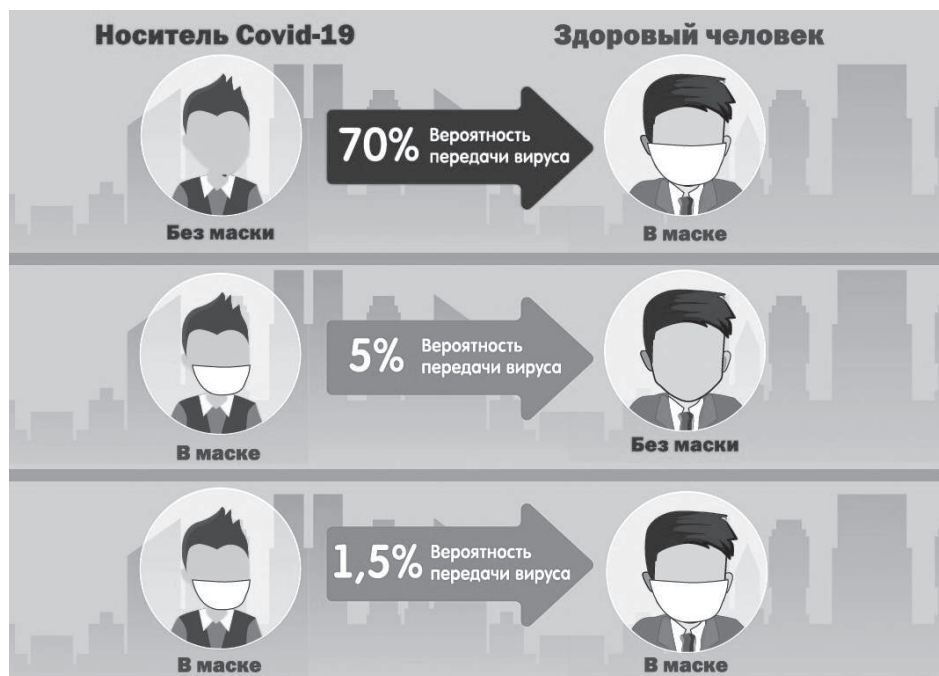 Носитель Covid-19
Здоровый человек
70% Вероятность
передачи вируса
Без маски
В маске
5% Вероятность
передачи вируса
В маске
Без маски
1,5% Вероятность
передачи вируса
В маске
В маске